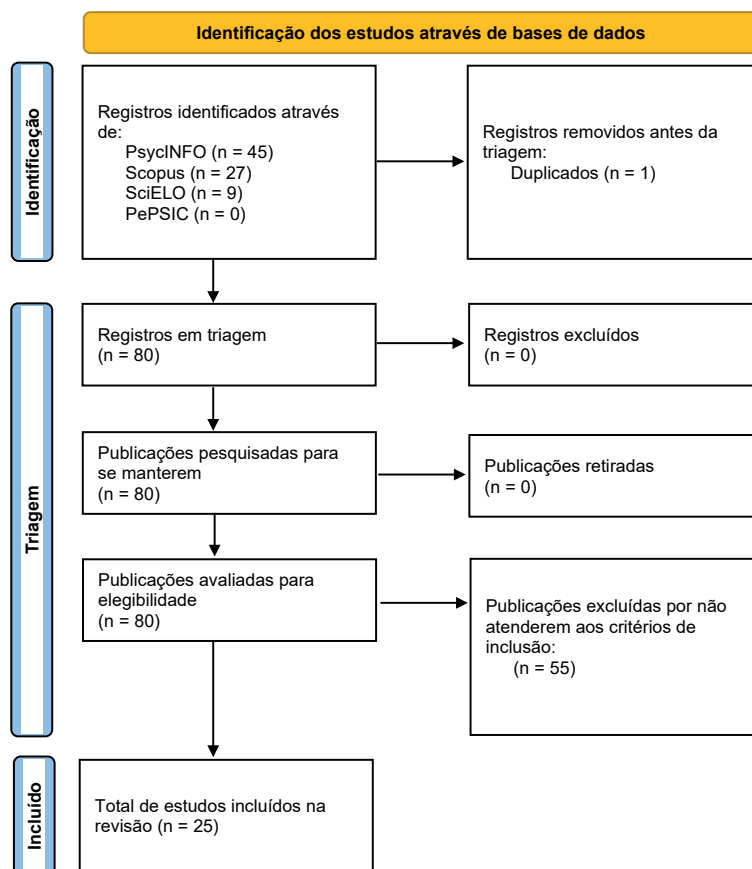 Identificação dos estudos através de bases de dados
Identificação
Registros identificados através
de:
PsycINFO (n = 45)
Scopus (n = 27)
SciELO (n = 9)
PePSIC (n = 0)
Registros removidos antes da
triagem:
Duplicados (n = 1)
Triagem
Registros em triagem
(n = 80)
Registros excluídos
(n = 0)
Publicações pesquisadas para
se manterem
(n = 80)
Publicações retiradas
(n = 0)
Publicações avaliadas para
elegibilidade
(n = 80)
Publicações excluídas por não
atenderem aos critérios de
inclusão:
(n = 55)
Incluído
Total de estudos incluídos na
revisão (n = 25)